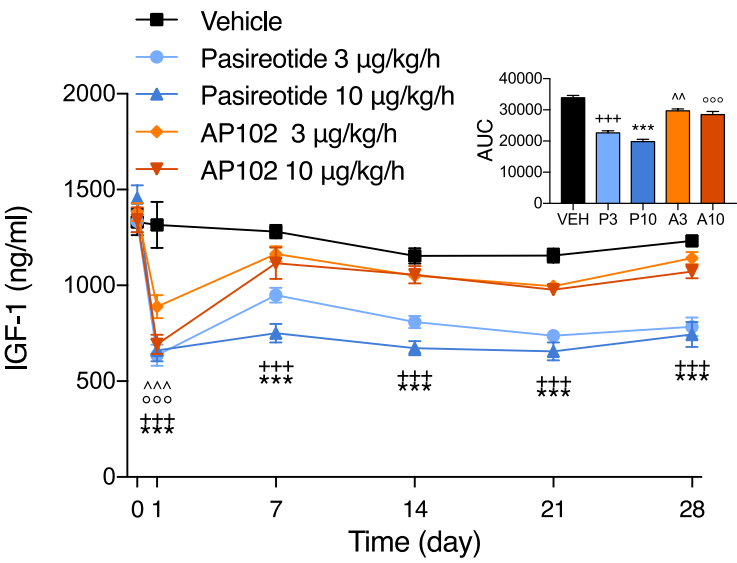 Vehicle
Pasireotide 3 µg/kg/h
Pasireotide 10 µg/kg/h
AP102  3 µg/kg/h
AP102 10 µg/kg/h
IGF-1 (ng/ml)
2000
1500
1000
500
0
^^^
°°°
‡‡‡
***
‡‡‡
***
‡‡‡
***
‡‡‡
***
‡‡‡
***
0 1 7 14 21 28
Time (day)
AUC
40000
30000
20000
10000
0
+++
***
^^
°°°
VEH P3 P10 A3 A10